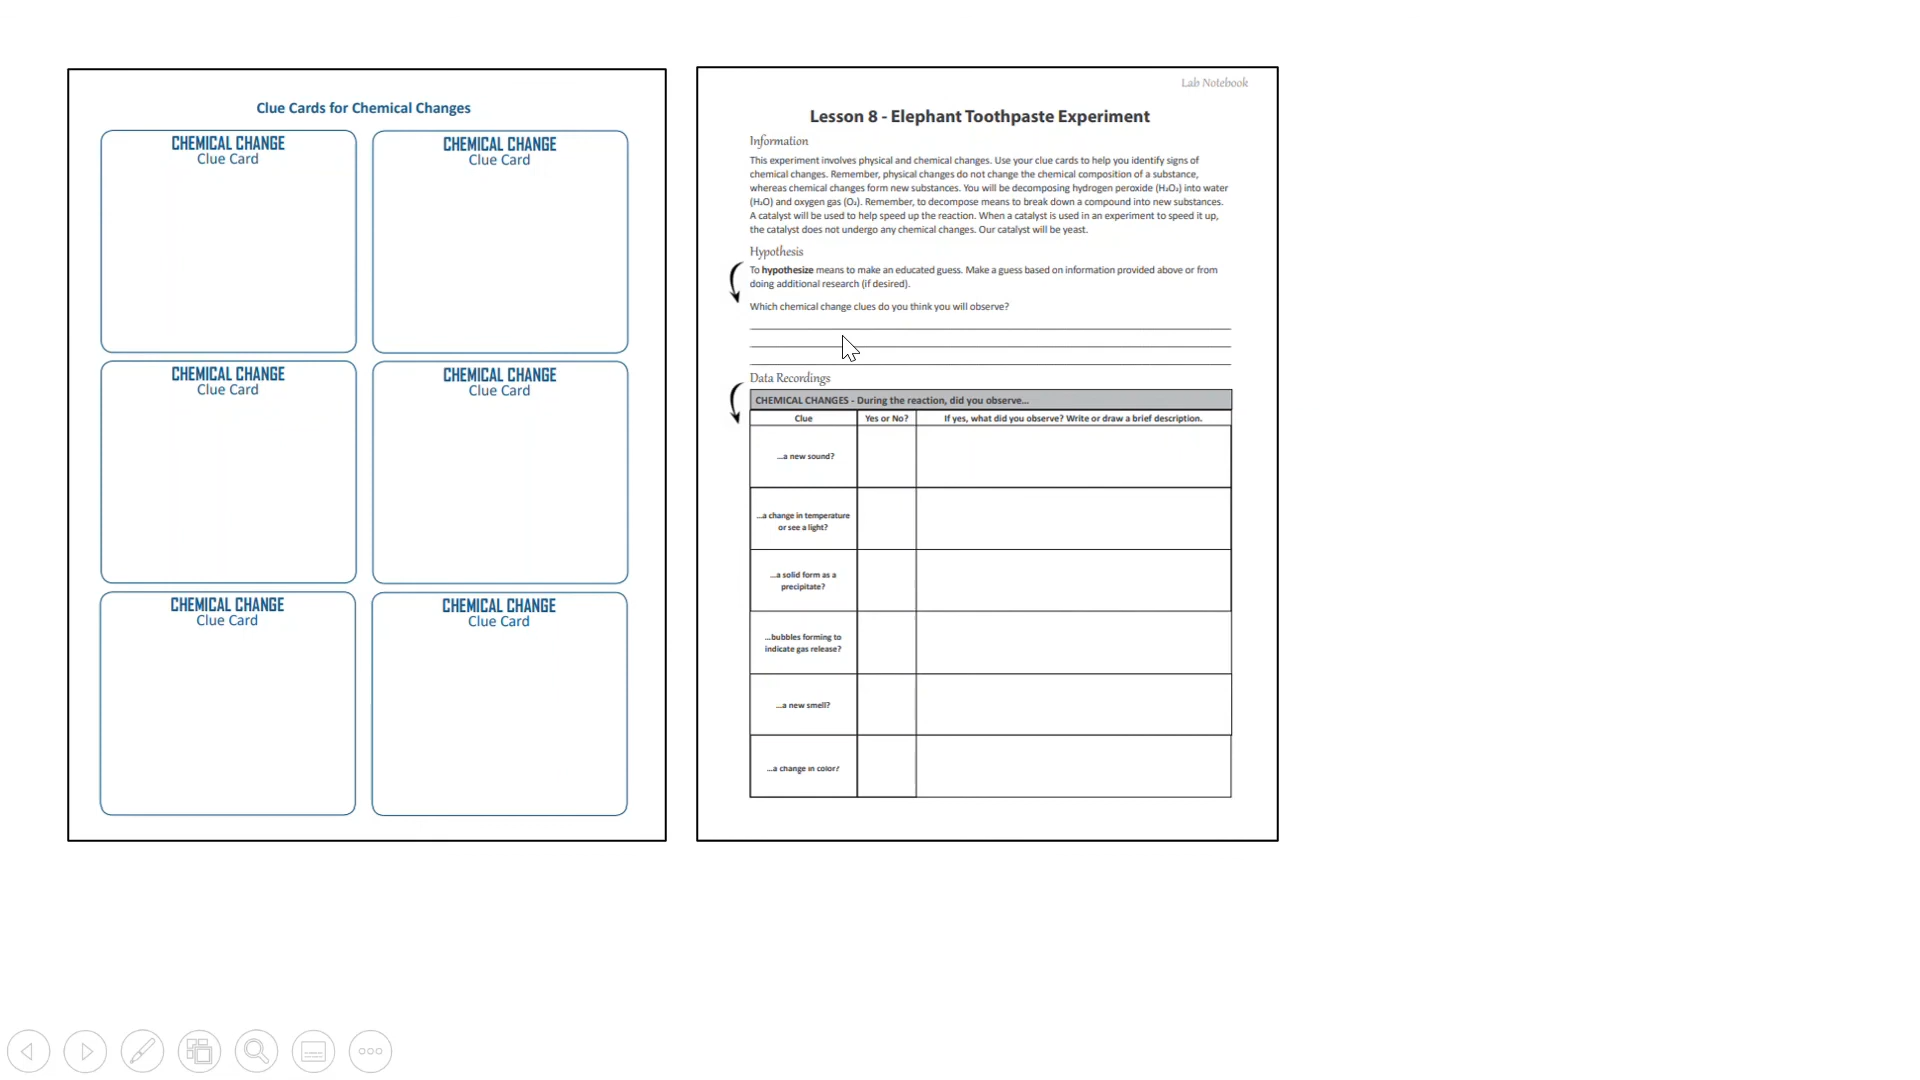 Clue Cards for Chemical Changes
CHEMICAL CHANGE
Clue Card
CHEMICAL CHANGE
Clue Card
CHEMICAL CHANGE
Clue Card
CHEMICAL CHANGE
Clue Card
CHEMICAL CHANGE
Clue Card
CHEMICAL CHANGE
Clue Card
Lab Notebook
Lesson 8 - Elephant Toothpaste Experiment
Information
This experiment involves physical and chemical changes. Use your clue cards to help you identify signs of
chemical changes. Remember, physical changes do not change the chemical composition of a substance,
whereas chemical changes form new substances. You will be decomposing hydrogen peroxide (H₂O₂) into water
(H₂O) and oxygen gas (O₂). Remember, to decompose means to break down a compound into new substances.
A catalyst will be used to help speed up the reaction. When a catalyst is used in an experiment to speed it up,
the catalyst does not undergo any chemical changes. Our catalyst will be yeast.
Hypothesis
To hypothesize means to make an educated guess. Make a guess based on information provided above or from
doing additional research (if desired).
Which chemical change clues do you think you will observe?
Data Recordings
CHEMICAL CHANGES - During the reaction, did you observe...
Clue
Yes or No?
If yes, what did you observe? Write or draw a brief description.
...a new sound?
...a change in temperature
or see a light?
...a solid form as a
precipitate?
...bubbles forming to
indicate gas release?
...a new smell?
...a change in color?